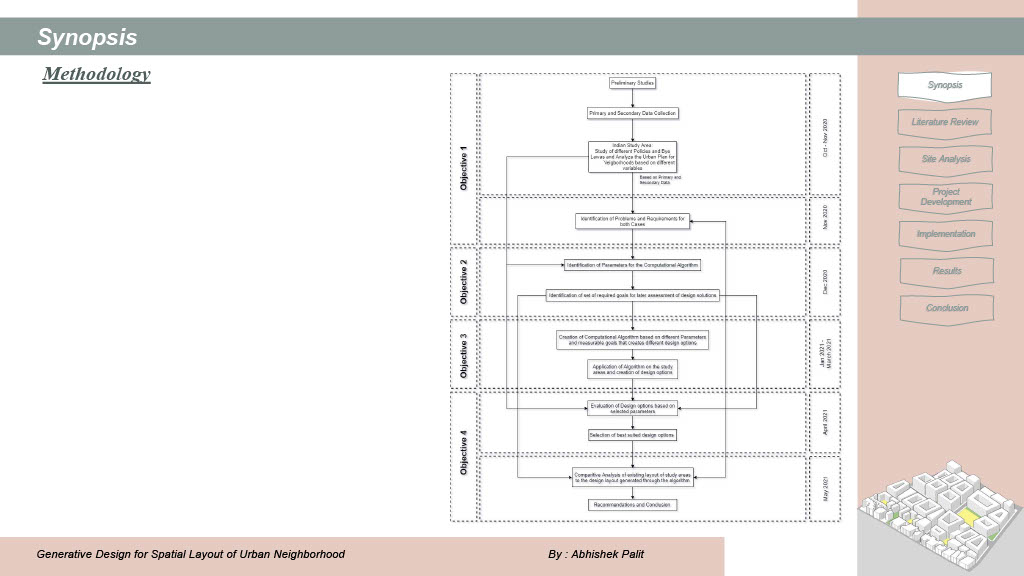 Synopsis
Methodology
Objective 1
Preliminary Studies
Primary and Secondary Data Collection
Indian Study Area:
Study of different Policies and Bye
Lawas and Analyze the Urban Plan for
Neigborhoods based on different
variables
Based on Primary and
Secondary Data
Oct - Nov 2020
Identification of Problems and Requirements for
both Cases
Nov 2020
Objective 2
Identification of Parameters for the Computational Algorithm
Identification of set of required goals for later assessment of design solutions.
Dec 2020
Objective 3
Creation of Computational Algorithm based on different Parameters
and measurable goals that creates different design options
Application of Algorithm on the study
areas and creation of design options
Jan 2021 -
March 2021
Objective 4
Evaluation of Design options based on
selected parameters
Selection of best suited design options
April 2021
Comparitive Analysis of existing layout of study areas
to the design layout generated through the algorithm
Recommandations and Conclusion
May 2021
Synopsis
Literature Review
Site Analysis
Project
Development
Implementation
Results
Conclusion
Generative Design for Spatial Layout of Urban Neighborhood
By : Abhishek Palit